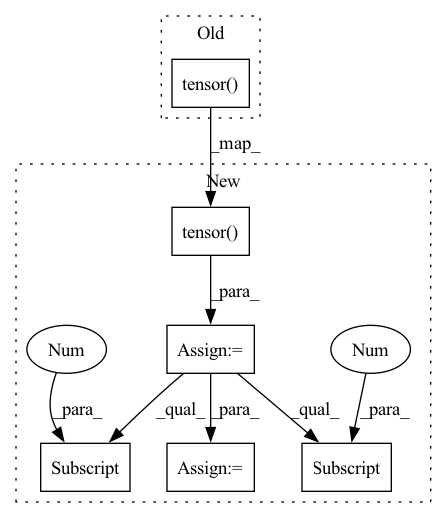 Old
tensor()
_map_
New
tensor()
_para_
Num
Assign:=
Num
_para_
_qual_
_para_
_qual_
_para_
Subscript
Assign:=
Subscript